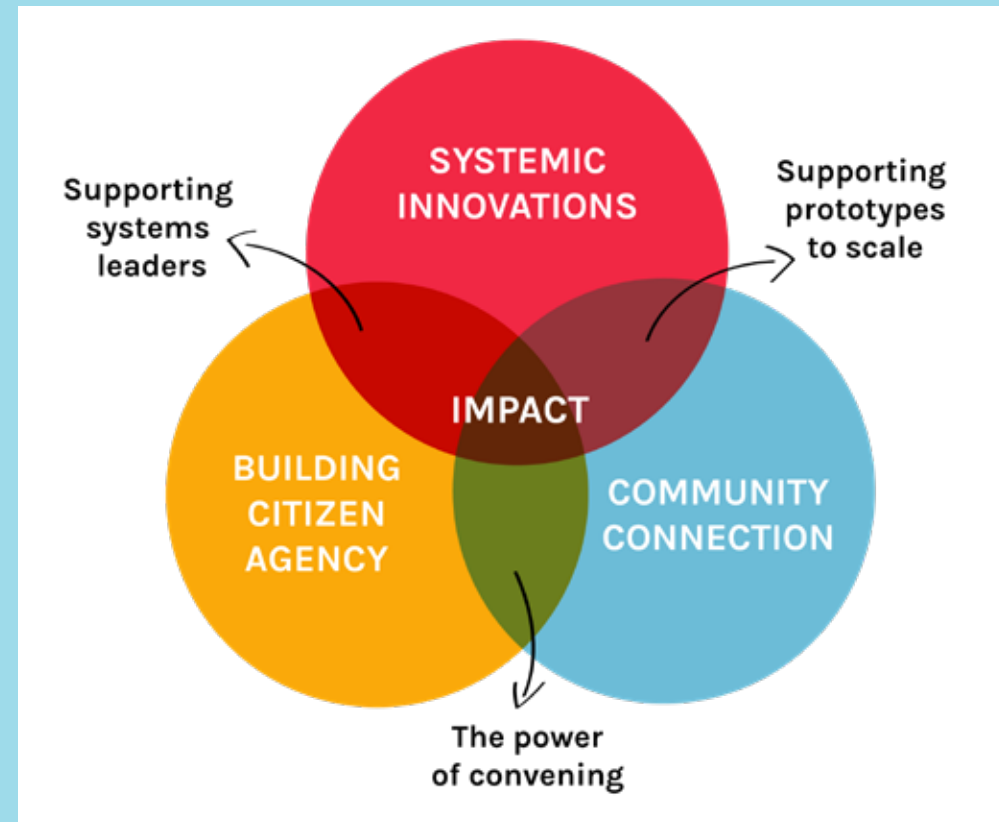 SYSTEMIC
INNOVATIONS
Supporting
systems
leaders
Supporting
prototypes
to scale
IMPACT
BUILDING
CITIZEN
AGENCY
COMMUNITY
CONNECTION
The power
of convening